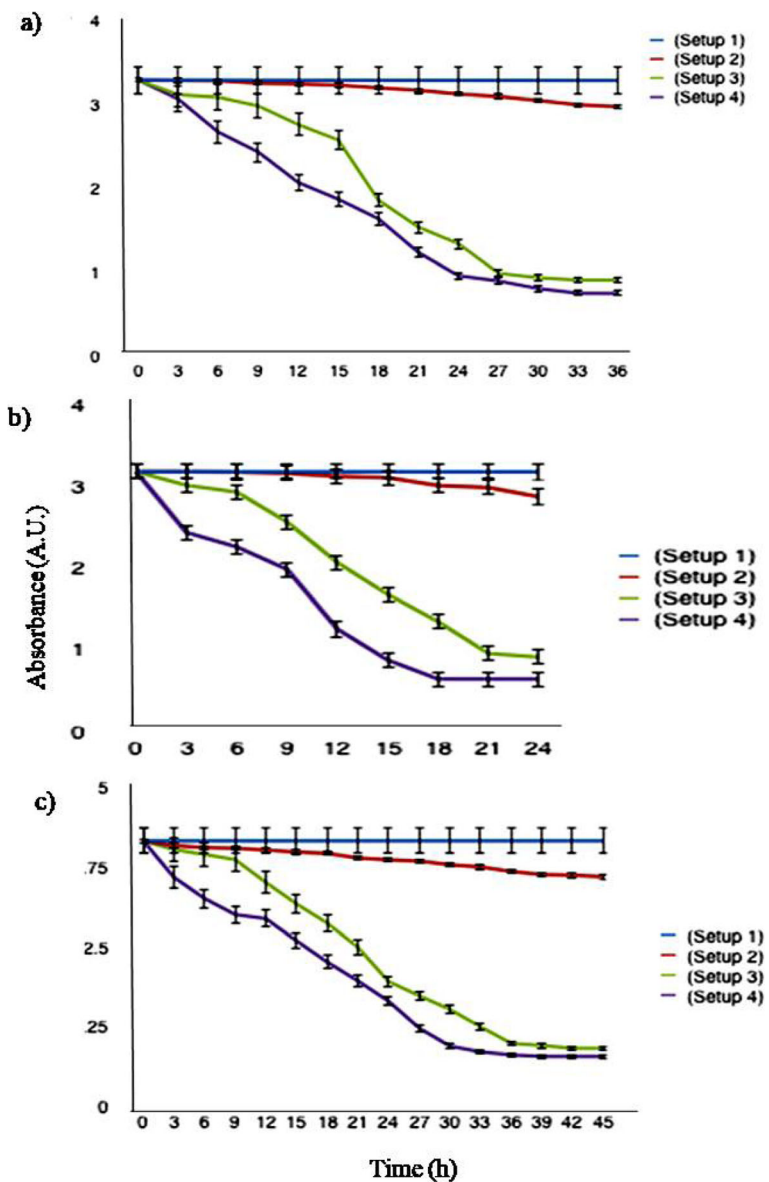 a)
4
3
2
1
0
0 3 6 9 12 15 18 21 24 27 30 33 36
(Setup 1)
(Setup 2)
(Setup 3)
(Setup 4)
b)
Absorbance (A.U.)
4
3
2
1
0
0 3 6 9 12 15 18 21 24
(Setup 1)
(Setup 2)
(Setup 3)
(Setup 4)
c)
5
.75
2.5
.25
0
0 3 6 9 12 15 18 21 24 27 30 33 36 39 42 45
(Setup 1)
(Setup 2)
(Setup 3)
(Setup 4)
Time (h)